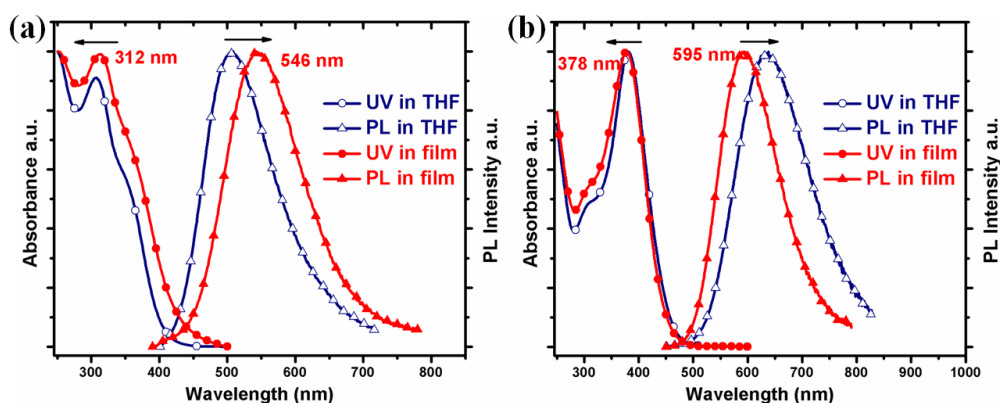 (a)
312 nm
546 nm
UV in THF
PL in THF
UV in film
PL in film
Absorbance a.u.
PL Intensity a.u.
300 400 500 600 700 800
Wavelength (nm)
(b)
378 nm
595 nm
UV in THF
PL in THF
UV in film
PL in film
Absorbance a.u.
PL Intensity a.u.
300 400 500 600 700 800 900 1000
Wavelength (nm)